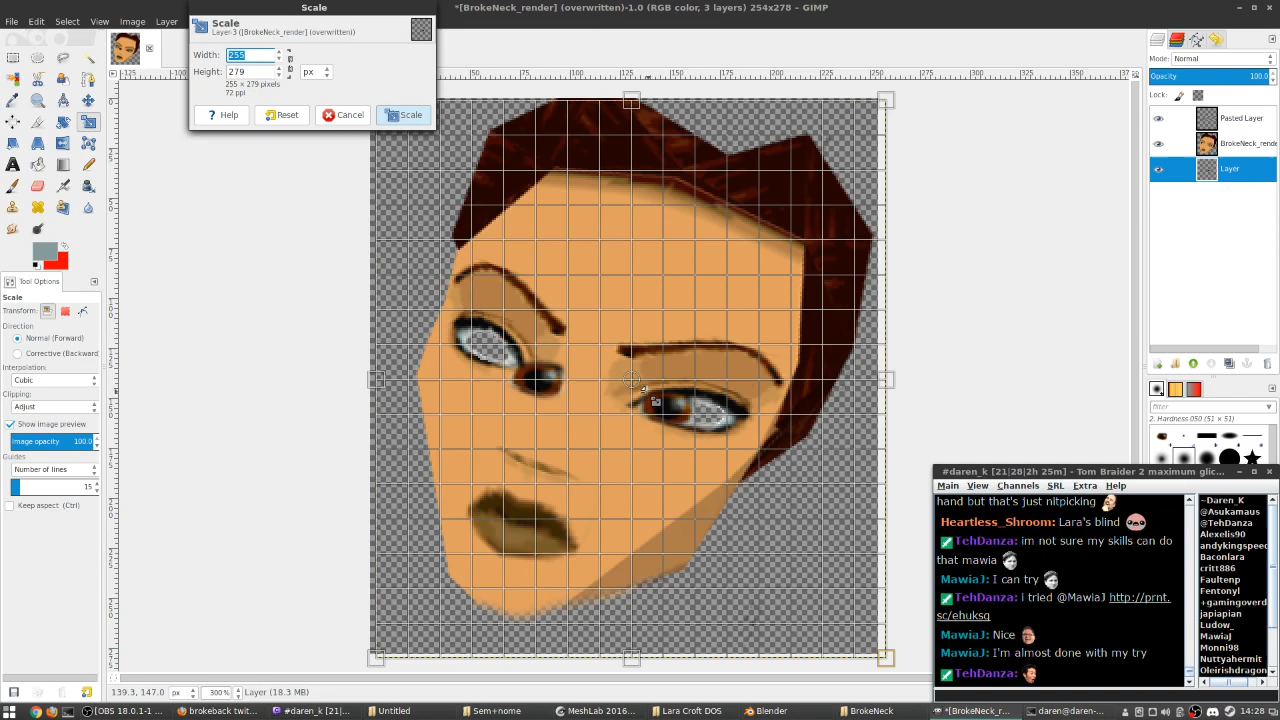 Scale
*[BrokeNeck_render] (overwritten)-1.0 (RGB color, 3 layers) 254x278 – GIMP
File Edit Select View Image Layer
Scale
Layer-3 ([BrokeNeck_render] (overwritten))
Width: 255
Height: 279 px
255 × 279 pixels
72 ppi
Help Reset Cancel Scale
Tool Options
Scale
Transform:
Direction
Normal (Forward)
Corrective (Backward)
Interpolation:
Cubic
Clipping:
Adjust
Show image preview
Image opacity 100.0
Guides
Number of lines
15
Keep aspect (Ctrl)
Mode: Normal
Opacity 100.0
Lock:
Pasted Layer
BrokeNeck_rende
Layer
filter
2. Hardness 050 (51 × 51)
#daren_k [21|28|2h 25m] - Tom Braider 2 maximum glic...
Main View Channels SRL Extra Help
hand but that's just nitpicking
Heartless_Shroom: Lara's blind
TehDanza: im not sure my skills can do
that mawia
MawiaJ: I can try
TehDanza: i tried @MawiaJ http://prnt.
sc/ehuksq
MawiaJ: Nice
MawiaJ: I'm almost done with my try
TehDanza:
~Daren_K
@Asukamaus
@TehDanza
Alexelis90
andykingspeed
Baconlara
critt886
Faultenp
Fentonyl
+gamingoverd
japiapian
Ludow_
MawiaJ
Monni98
Nuttyahermit
Oleirishdragon
139.3, 147.0 px 300% Layer (18.3 MB)
[OBS 18.0.1-1 ... brokeback twit... #daren_k [21|... Untitled Sem+nome MeshLab 2016... Lara Croft DOS Blender BrokeNeck *[BrokeNeck_r... daren@daren-... 14:28